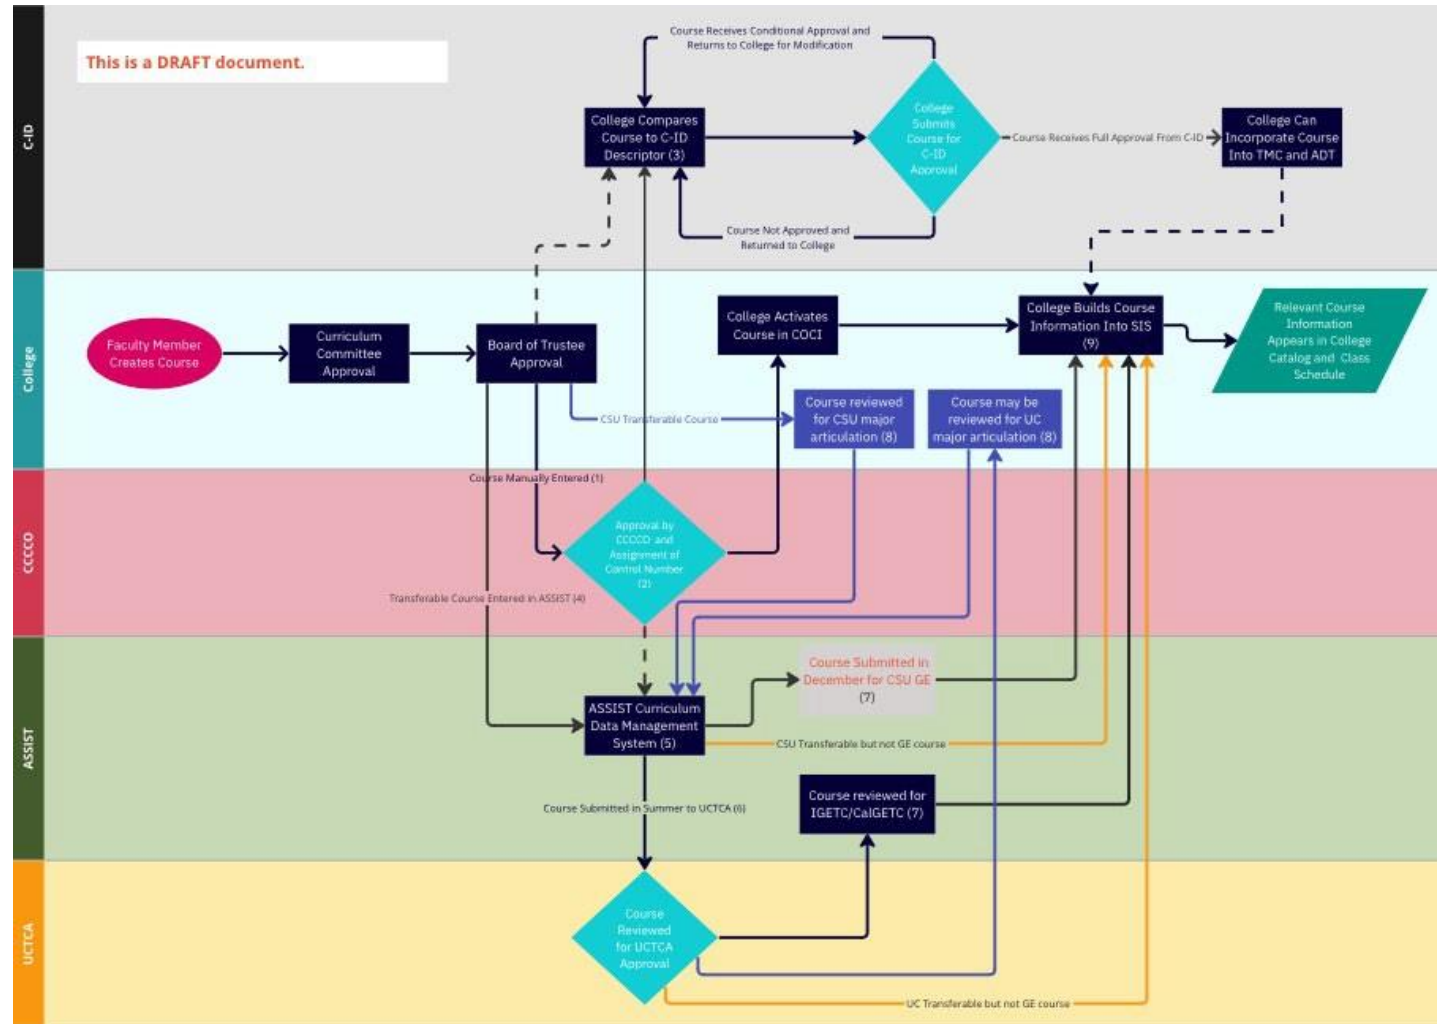 This is a DRAFT document.
C-ID
Course Receives Conditional Approval and
Returns to College for Modification
College Compares
Course to C-ID
Descriptor (3)
College
Submits
Course for
C-ID
Approval
Course Receives Full Approval From C-ID
College Can
Incorporate Course
Into TMC and ADT
Course Not Approved and
Returned to College
College
Faculty Member
Creates Course
Curriculum
Committee
Approval
Board of Trustee
Approval
College Activates
Course in COCI
College Builds Course
Information Into SIS
(9)
Relevant Course
Information
Appears in College
Catalog and Class
Schedule
CSU Transferable Course
Course reviewed
for CSU major
articulation (8)
Course may be
reviewed for UC
major articulation (8)
CCCCO
Course Manually Entered (1)
Approval by
CCCCO and
Assignment of
Control Number
(2)
Transferable Course Entered in ASSIST (4)
ASSIST
ASSIST Curriculum
Data Management
System (5)
Course Submitted in
December for CSU GE
(7)
CSU Transferable but not GE course
Course Submitted in Summer to UCTCA (6)
Course reviewed for
IGETC/CalGETC (7)
UCTCA
Course
Reviewed
for UCTCA
Approval
UC Transferable but not GE course